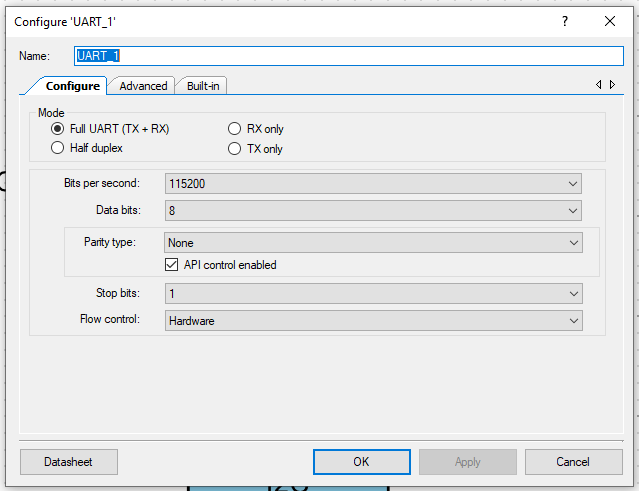 Configure 'UART_1'
?
Name: UART_1
Configure Advanced Built-in
Mode
Full UART (TX + RX) RX only
Half duplex TX only
Bits per second: 115200
Data bits: 8
Parity type: None
API control enabled
Stop bits: 1
Flow control: Hardware
Datasheet OK Apply Cancel